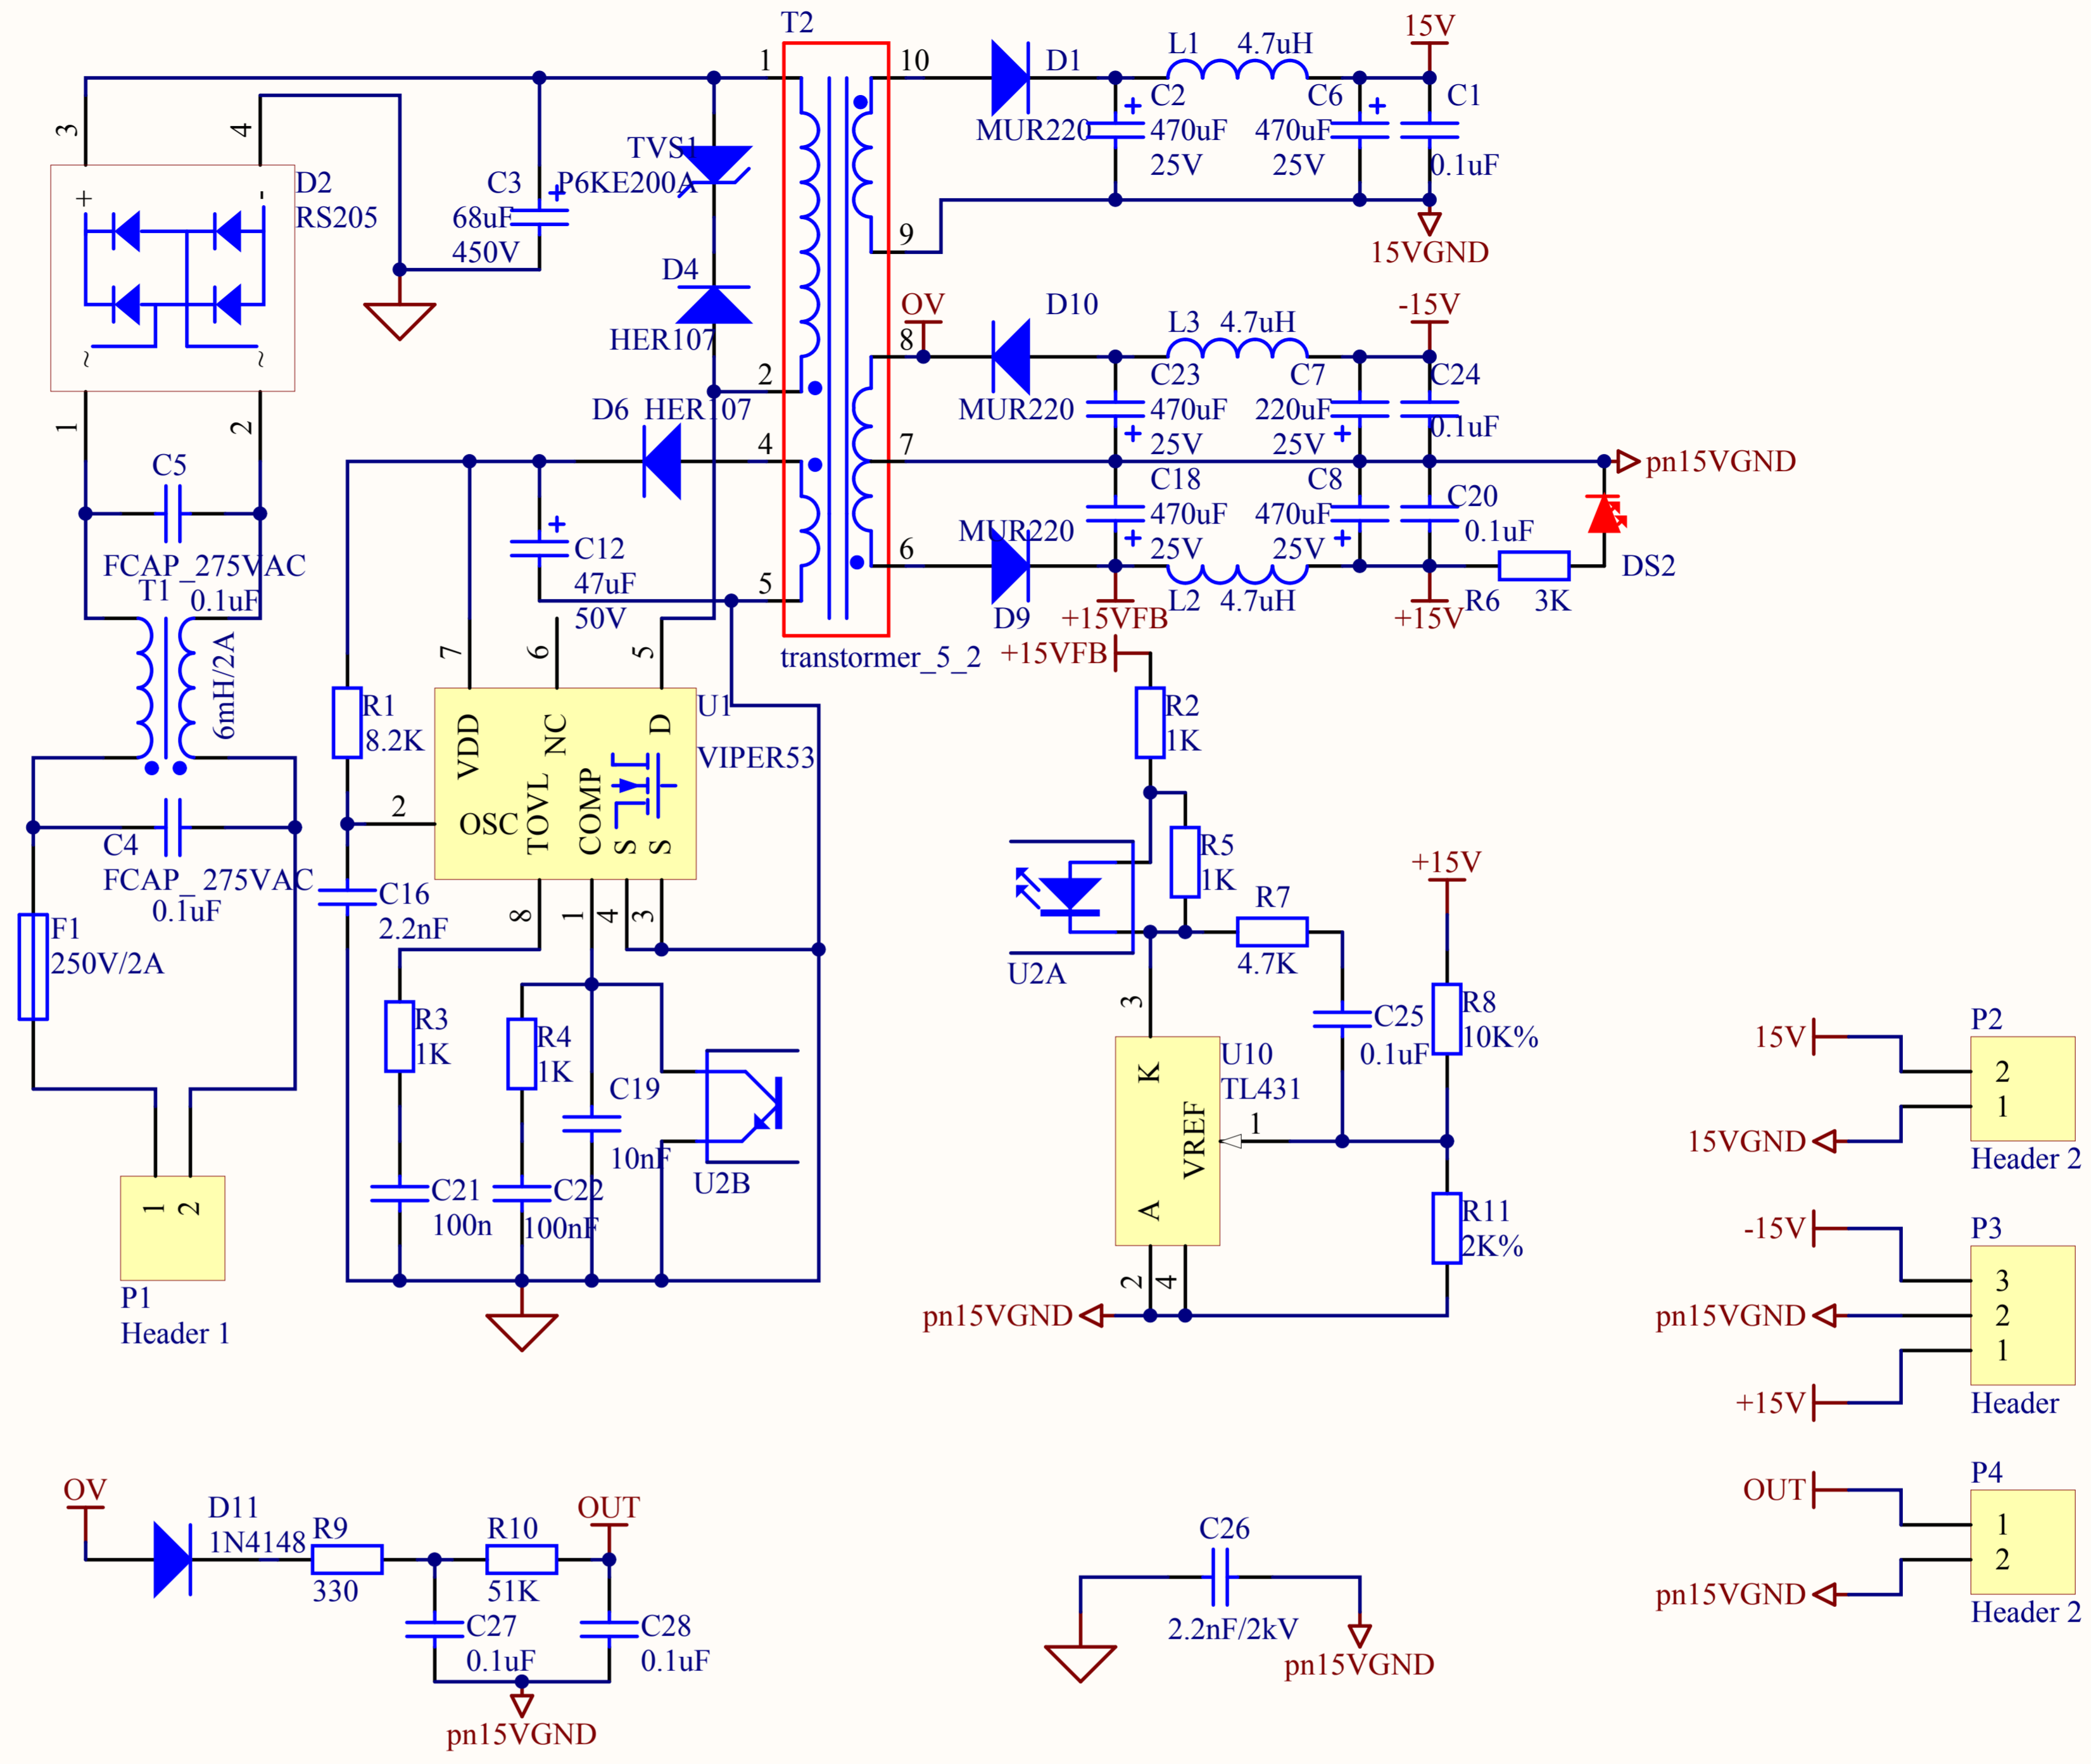 T2
1
10
D1
MUR220
L1 4.7uH
15V
C2
470uF
25V
C6
470uF
25V
C1
0.1uF
9
15VGND
3
4
+
-
D2
RS205
~
~
1
2
C3
+
68uF
450V
TVS1
P6KE200A
D4
HER107
2
D6 HER107
4
5
OV
8
D10
MUR220
L3 4.7uH
-15V
C23
470uF
25V
C7
220uF
25V
C24
0.1uF
7
pn15VGND
C18
470uF
25V
C8
470uF
25V
C20
0.1uF
MUR220
6
D9
+15VFB
L2 4.7uH
+15V
R6 3K
DS2
transtormer_5_2
C5
FCAP_275VAC
0.1uF
T1
6mH/2A
C4
FCAP_ 275VAC
0.1uF
F1
250V/2A
1
2
P1
Header 1
C12
47uF
50V
7
6
5
R1
8.2K
VDD
NC
D
U1
VIPER53
2
OSC
TOVL
COMP
S
S
8
1
4
3
C16
2.2nF
R3
1K
R4
1K
C19
10nF
C21
100n
C22
100nF
U2B
+15VFB
R2
1K
R5
1K
U2A
R7
4.7K
+15V
3
C25
0.1uF
R8
10K%
K
U10
TL431
VREF
1
A
R11
2K%
2
4
pn15VGND
15V
P2
2
1
15VGND
Header 2
-15V
P3
3
pn15VGND
2
1
+15V
Header
OUT
P4
1
2
pn15VGND
Header 2
OV
D11
1N4148
R9
330
R10
51K
OUT
C27
0.1uF
C28
0.1uF
pn15VGND
C26
2.2nF/2kV
pn15VGND